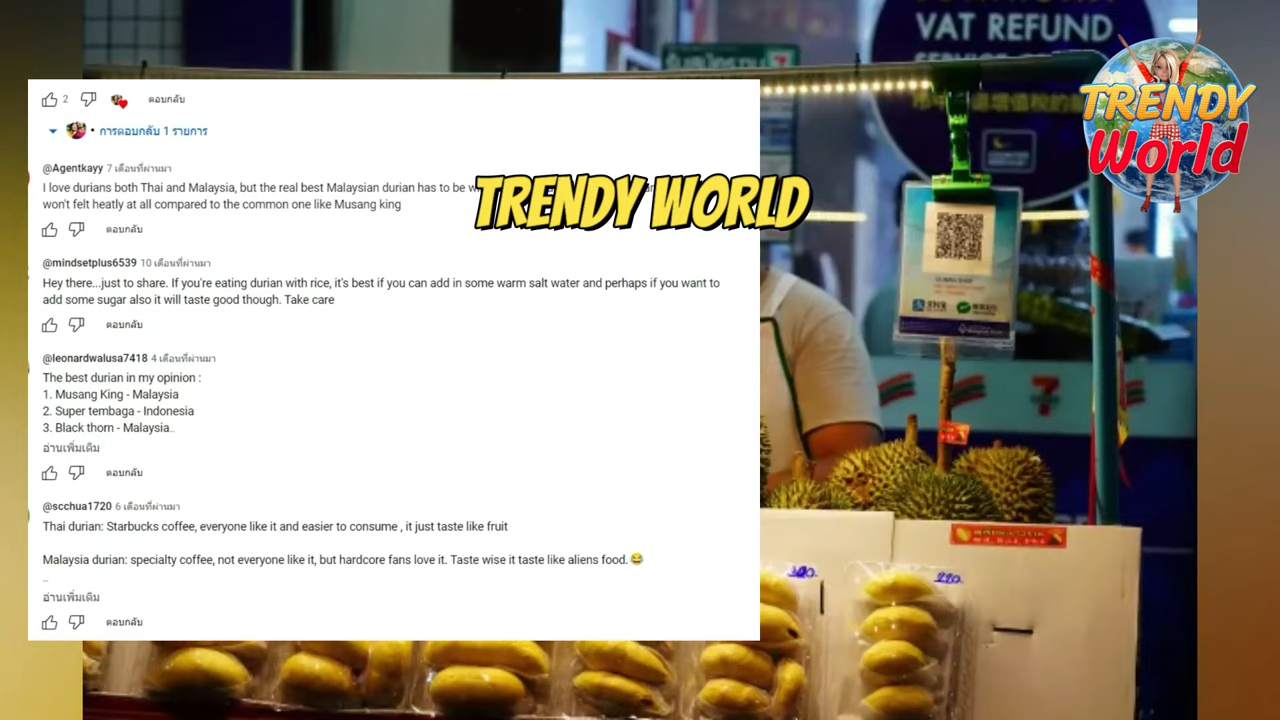 VAT REFUND
TRENDY
World
2
ตอบกลับ
• การตอบกลับ 1 รายการ
@Agentkayy 7 เดือนที่ผ่านมา
I love durians both Thai and Malaysia, but the real best Malaysian durian has to be w
won't felt heatly at all compared to the common one like Musang king
TRENDY WORLD
ตอบกลับ
@mindsetplus6539 10 เดือนที่ผ่านมา
Hey there...just to share. If you're eating durian with rice, it's best if you can add in some warm salt water and perhaps if you want to
add some sugar also it will taste good though. Take care
ตอบกลับ
@leonardwalusa7418 4 เดือนที่ผ่านมา
The best durian in my opinion :
1. Musang King - Malaysia
2. Super tembaga - Indonesia
3. Black thorn - Malaysia...
อ่านเพิ่มเติม
ตอบกลับ
@scchua1720 6 เดือนที่ผ่านมา
Thai durian: Starbucks coffee, everyone like it and easier to consume , it just taste like fruit
Malaysia durian: specialty coffee, not everyone like it, but hardcore fans love it. Taste wise it taste like aliens food.😂
...
อ่านเพิ่มเติม
ตอบกลับ
7
220.